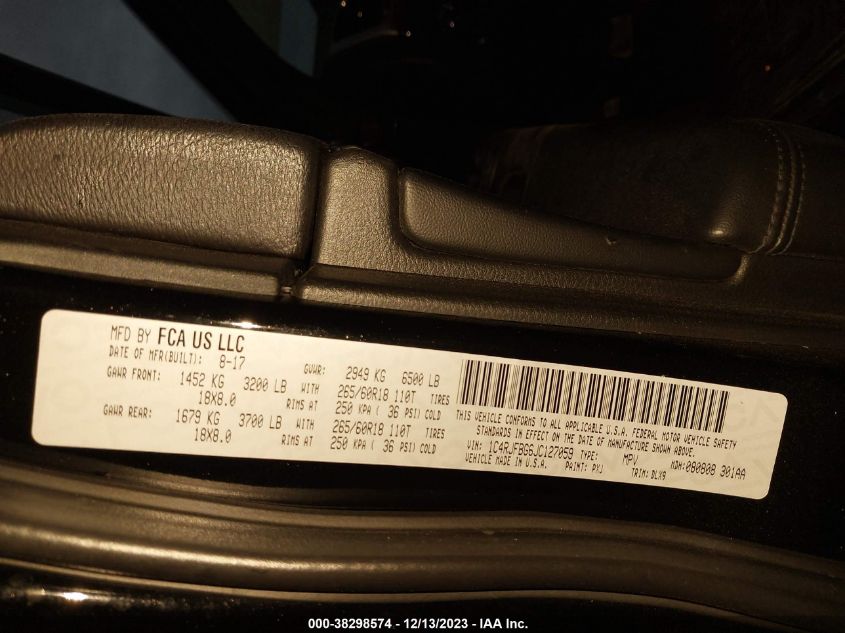 MFD BY FCA US LLC
DATE OF MFR(BUILT): 8-17 GVWR: 2949 KG 6500 LB
GAWR FRONT: 1452 KG 3200 LB WITH 265/60R18 110T TIRES
18X8.0 RIMS AT 250 KPA ( 36 PSI) COLD
GAWR REAR: 1679 KG 3700 LB WITH 265/60R18 110T TIRES
18X8.0 RIMS AT 250 KPA ( 36 PSI) COLD
THIS VEHICLE CONFORMS TO ALL APPLICABLE U.S.A. FEDERAL MOTOR VEHICLE SAFETY
STANDARDS IN EFFECT ON THE DATE OF MANUFACTURE SHOWN ABOVE.
VIN: 1C4RJFBG6JC127059 TYPE: MPV MDH: 080808 301AA
VEHICLE MADE IN U.S.A. PAINT: PXJ TRIM: DLX9
000-38298574 - 12/13/2023 - IAA Inc.